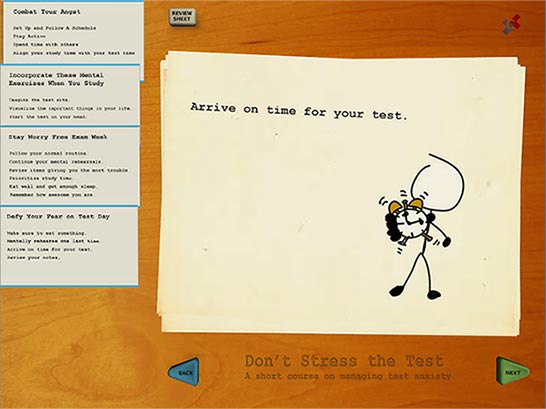 Combat Your Angst
Set Up and Follow A Schedule
Stay Active
Spend time with others
Align your study time with your test time
Incorporate These Mental
Exercises When You Study
Imagine the test site.
Visualize the important things in your life.
Start the test in your head.
Stay Worry Free Exam Week
Follow your normal routine.
Continue your mental rehearsals.
Review items giving you the most trouble.
Prioritize study time.
Eat well and get enough sleep.
Remember how awesome you are.
Defy Your Fear on Test Day
Make sure to eat something.
Mentally rehearse one last time.
Arrive on time for your test.
Review your notes.
REVIEW
SHEET
Arrive on time for your test.
Don't Stress the Test
A short course on managing test anxiety
BACK
NEXT